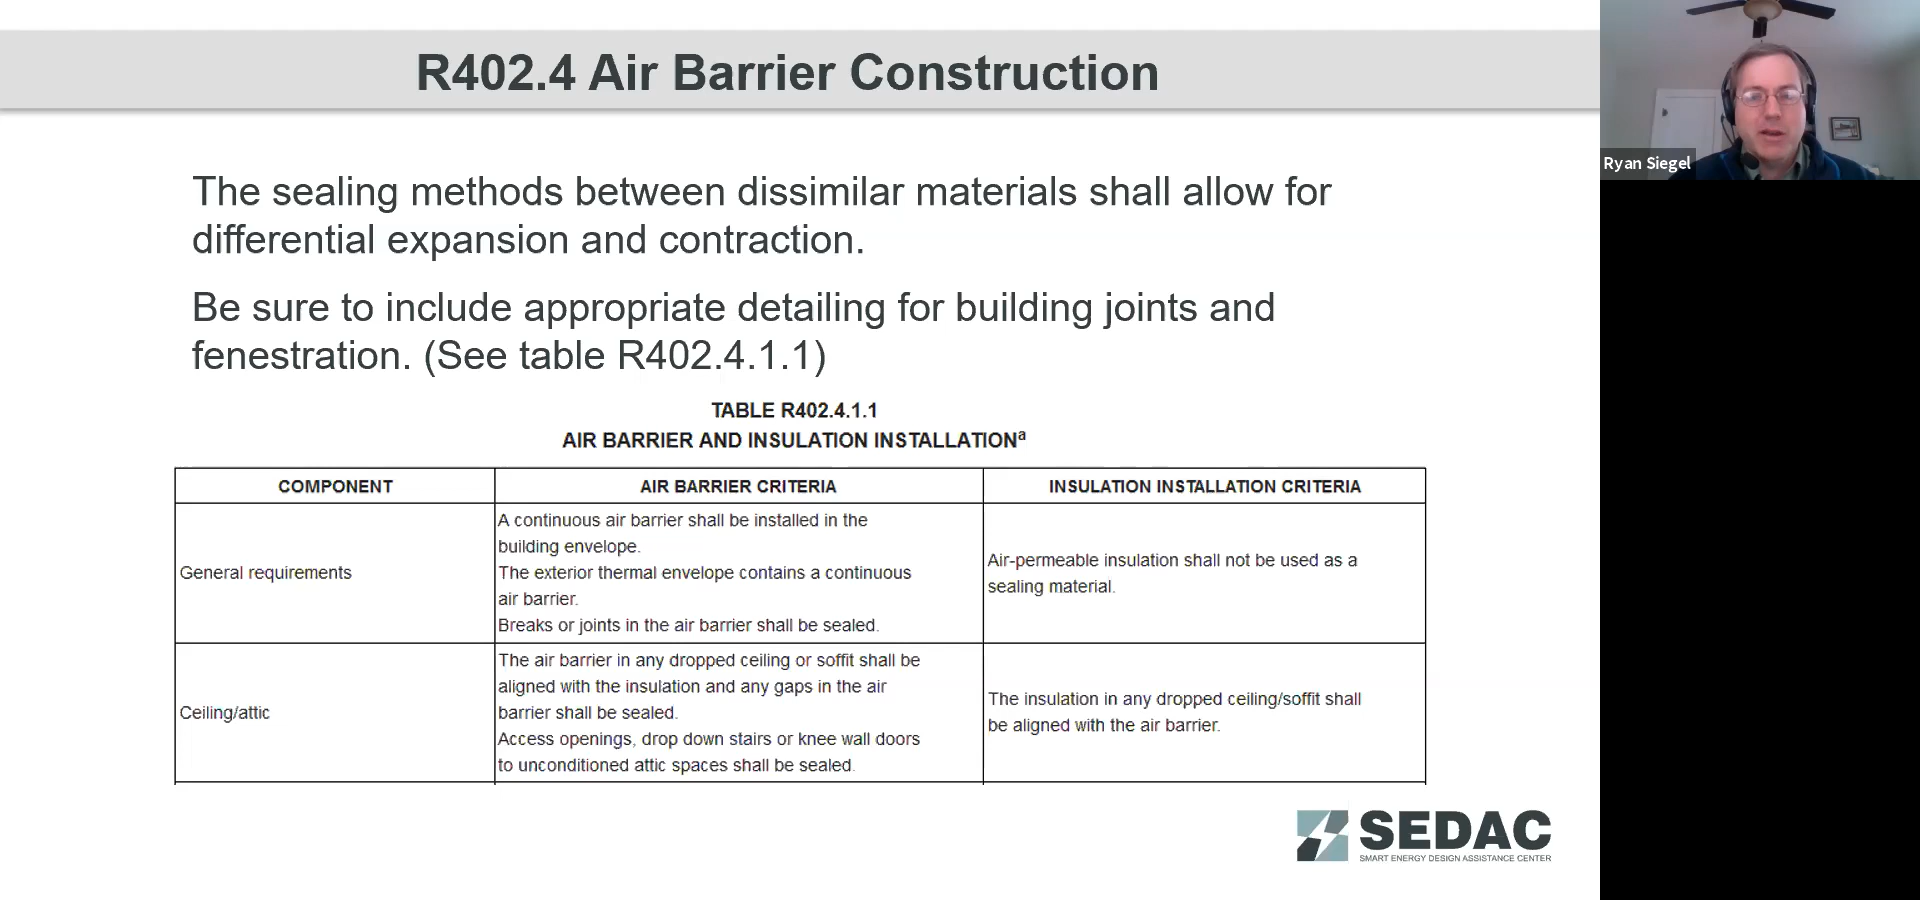 R402.4 Air Barrier Construction
Ryan Siegel
The sealing methods between dissimilar materials shall allow for
differential expansion and contraction.
Be sure to include appropriate detailing for building joints and
fenestration. (See table R402.4.1.1)
TABLE R402.4.1.1
AIR BARRIER AND INSULATION INSTALLATIONª
COMPONENT
AIR BARRIER CRITERIA
INSULATION INSTALLATION CRITERIA
General requirements
A continuous air barrier shall be installed in the
building envelope.
The exterior thermal envelope contains a continuous
air barrier.
Breaks or joints in the air barrier shall be sealed.
Air-permeable insulation shall not be used as a
sealing material.
Ceiling/attic
The air barrier in any dropped ceiling or soffit shall be
aligned with the insulation and any gaps in the air
barrier shall be sealed.
Access openings, drop down stairs or knee wall doors
to unconditioned attic spaces shall be sealed.
The insulation in any dropped ceiling/soffit shall
be aligned with the air barrier.
SEDAC
SMART ENERGY DESIGN ASSISTANCE CENTER